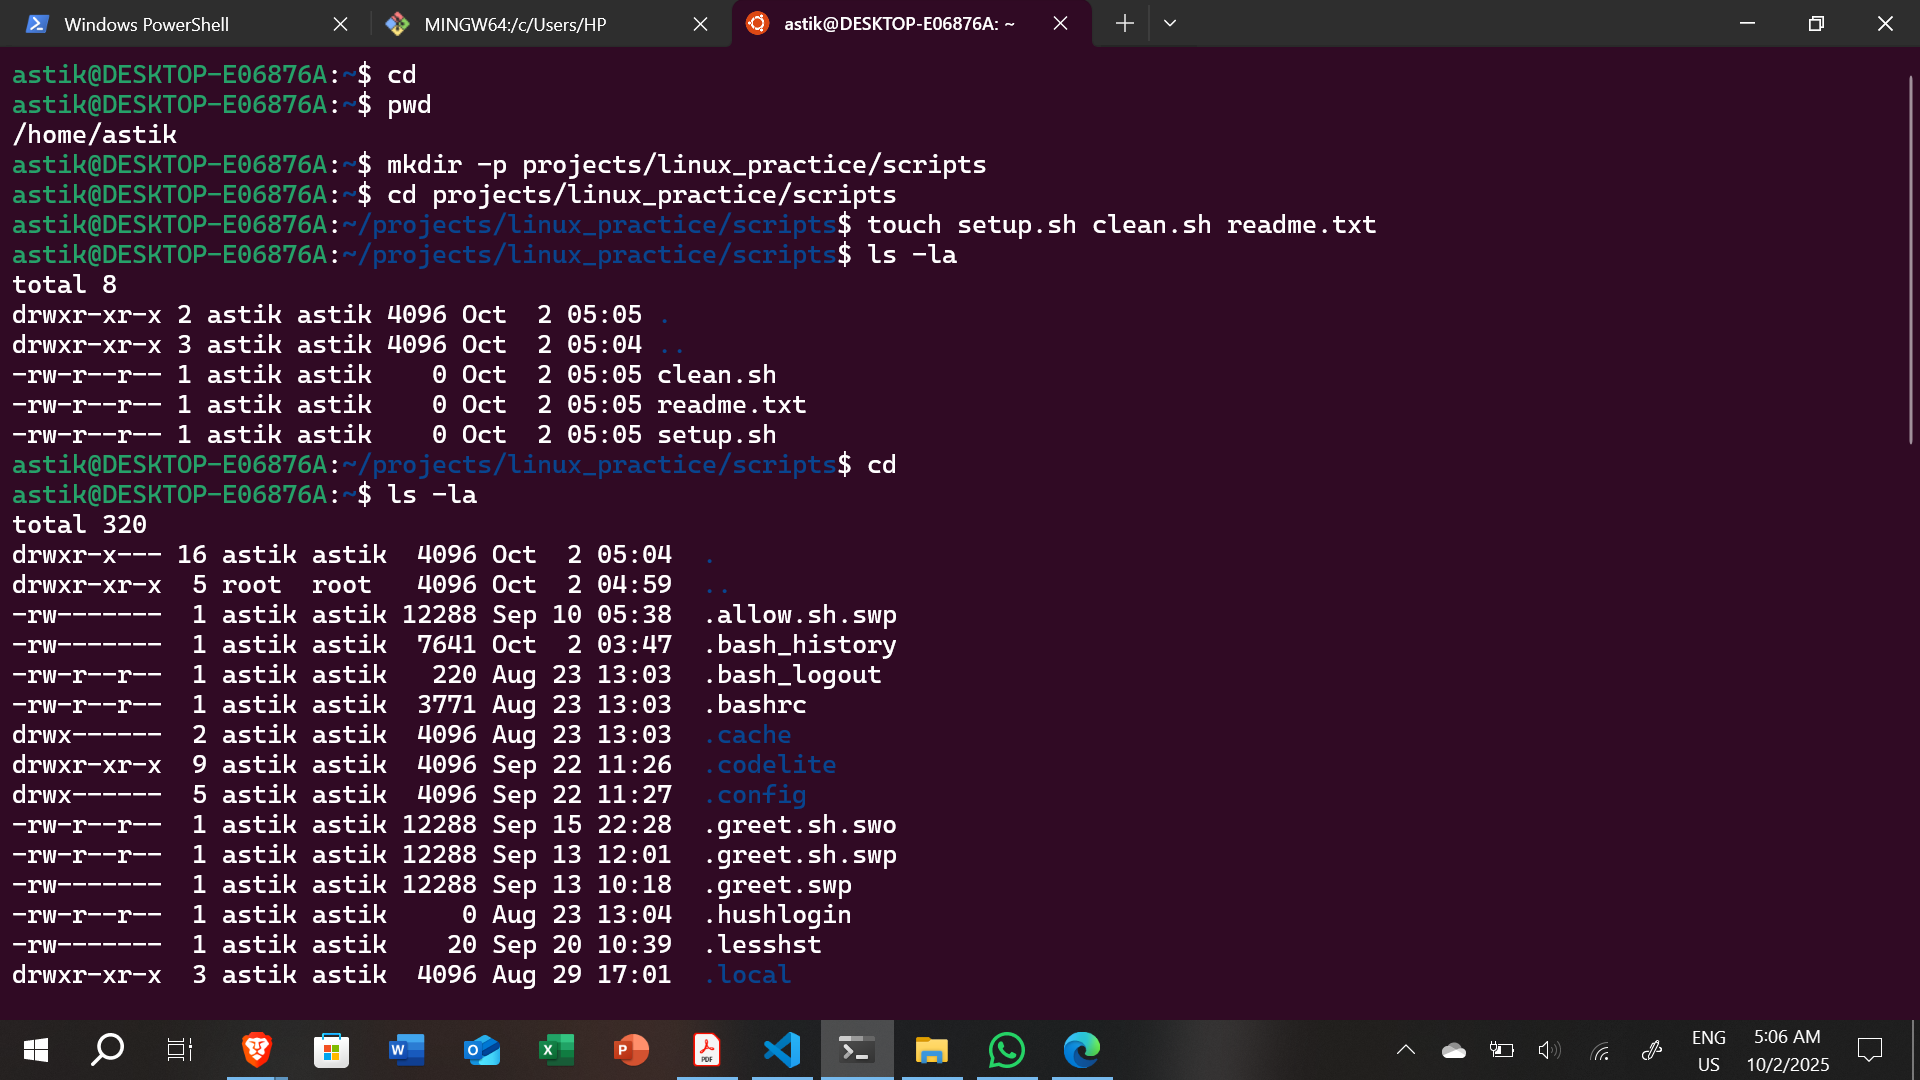 Windows PowerShell
MINGW64:/c/Users/HP
astik@DESKTOP-E06876A: ~
astik@DESKTOP-E06876A:~$ cd
astik@DESKTOP-E06876A:~$ pwd
/home/astik
astik@DESKTOP-E06876A:~$ mkdir -p projects/linux_practice/scripts
astik@DESKTOP-E06876A:~$ cd projects/linux_practice/scripts
astik@DESKTOP-E06876A:~/projects/linux_practice/scripts$ touch setup.sh clean.sh readme.txt
astik@DESKTOP-E06876A:~/projects/linux_practice/scripts$ ls -la
total 8
drwxr-xr-x 2 astik astik 4096 Oct  2 05:05 .
drwxr-xr-x 3 astik astik 4096 Oct  2 05:04 ..
-rw-r--r-- 1 astik astik    0 Oct  2 05:05 clean.sh
-rw-r--r-- 1 astik astik    0 Oct  2 05:05 readme.txt
-rw-r--r-- 1 astik astik    0 Oct  2 05:05 setup.sh
astik@DESKTOP-E06876A:~/projects/linux_practice/scripts$ cd
astik@DESKTOP-E06876A:~$ ls -la
total 320
drwxr-x--- 16 astik astik  4096 Oct  2 05:04  .
drwxr-xr-x  5 root  root   4096 Oct  2 04:59  ..
-rw-------  1 astik astik 12288 Sep 10 05:38  .allow.sh.swp
-rw-------  1 astik astik  7641 Oct  2 03:47  .bash_history
-rw-r--r--  1 astik astik   220 Aug 23 13:03  .bash_logout
-rw-r--r--  1 astik astik  3771 Aug 23 13:03  .bashrc
drwx------  2 astik astik  4096 Aug 23 13:03  .cache
drwxr-xr-x  9 astik astik  4096 Sep 22 11:26  .codelite
drwx------  5 astik astik  4096 Sep 22 11:27  .config
-rw-r--r--  1 astik astik 12288 Sep 15 22:28  .greet.sh.swo
-rw-r--r--  1 astik astik 12288 Sep 13 12:01  .greet.sh.swp
-rw-------  1 astik astik 12288 Sep 13 10:18  .greet.swp
-rw-r--r--  1 astik astik     0 Aug 23 13:04  .hushlogin
-rw-------  1 astik astik    20 Sep 20 10:39  .lesshst
drwxr-xr-x  3 astik astik  4096 Aug 29 17:01  .local
ENG
US
5:06 AM
10/2/2025